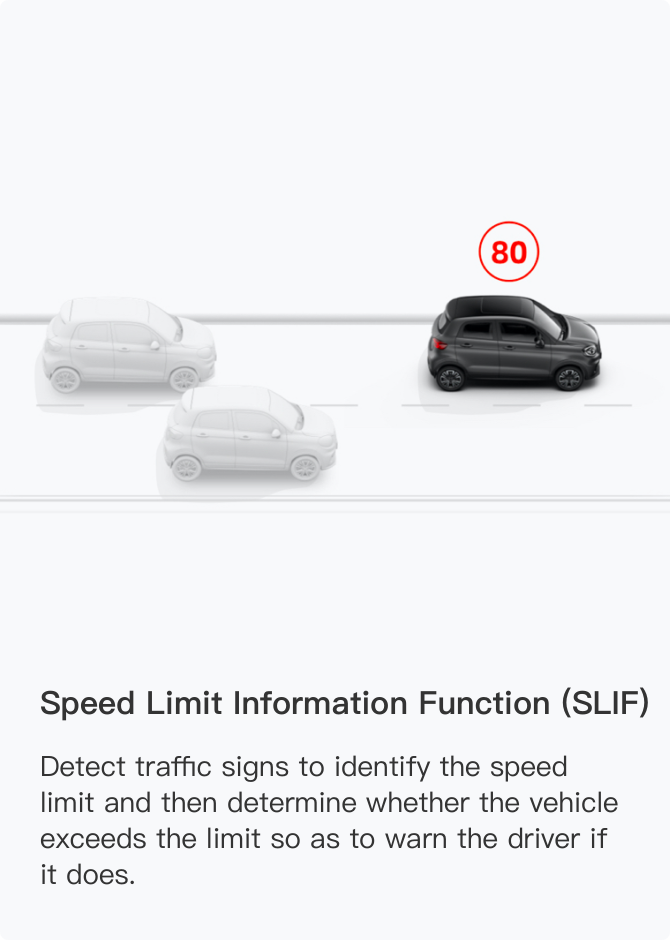 80
Speed Limit Information Function (SLIF)
Detect traffic signs to identify the speed
limit and then determine whether the vehicle
exceeds the limit so as to warn the driver if
it does.